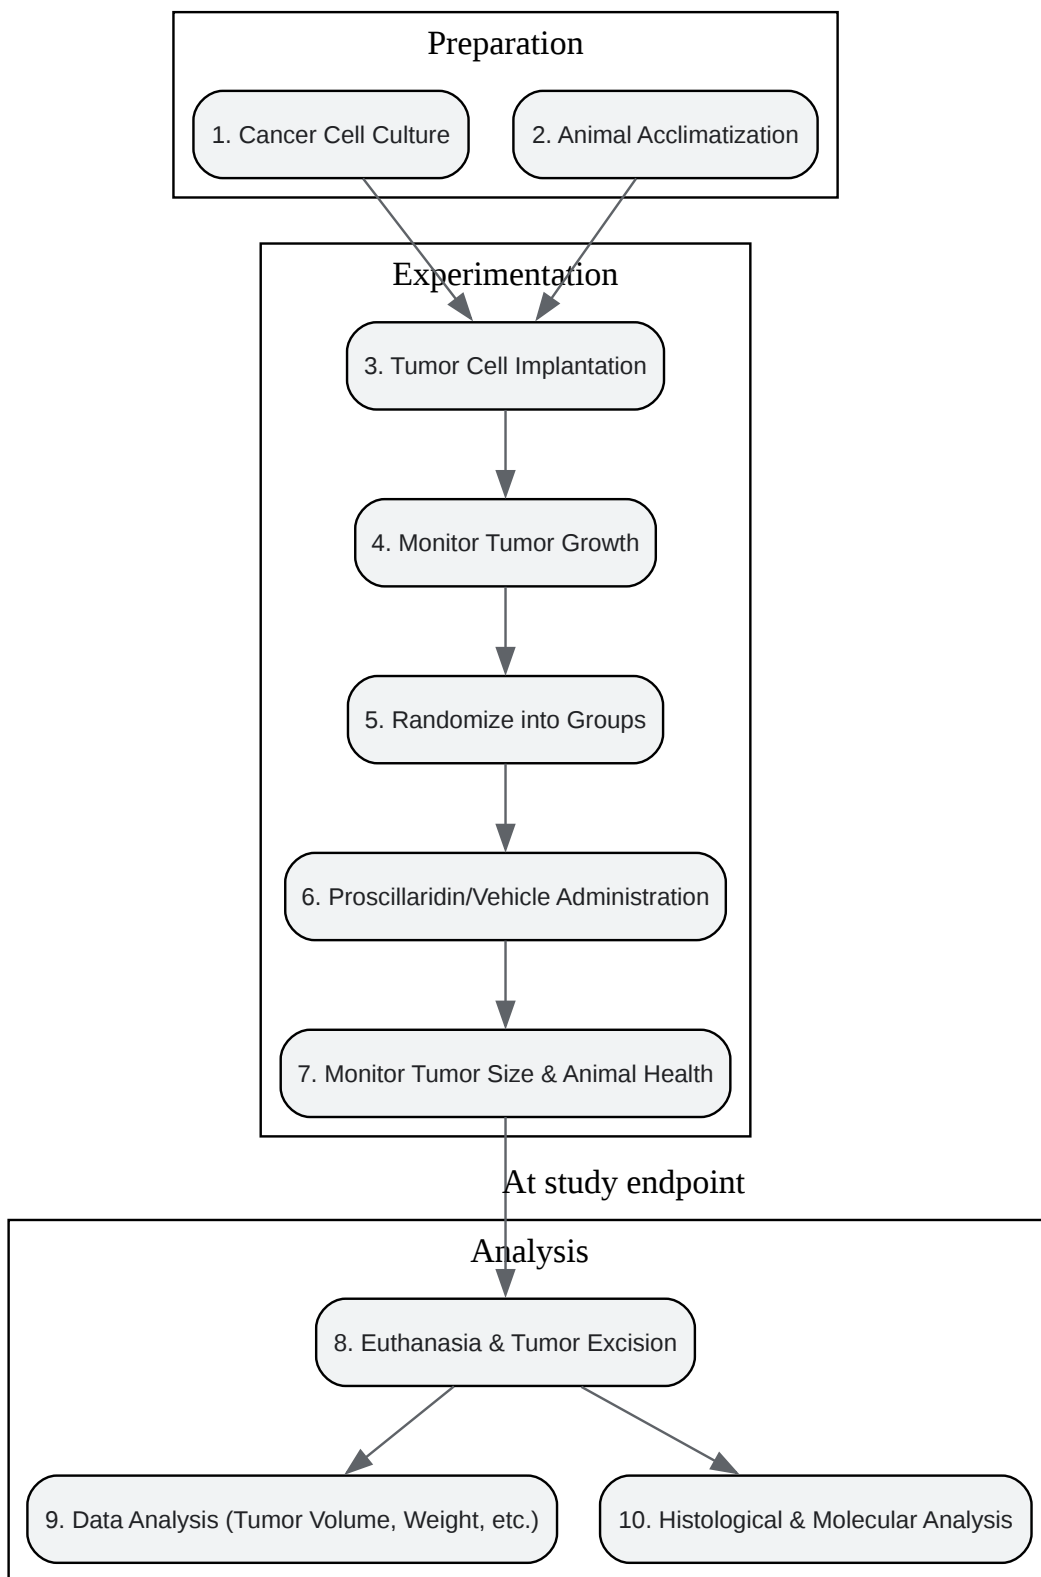 Preparation
1. Cancer Cell Culture
2. Animal Acclimatization
Experimentation
3. Tumor Cell Implantation
4. Monitor Tumor Growth
5. Randomize into Groups
6. Proscillaridin/Vehicle Administration
7. Monitor Tumor Size & Animal Health
At study endpoint
Analysis
8. Euthanasia & Tumor Excision
9. Data Analysis (Tumor Volume, Weight, etc.)
10. Histological & Molecular Analysis